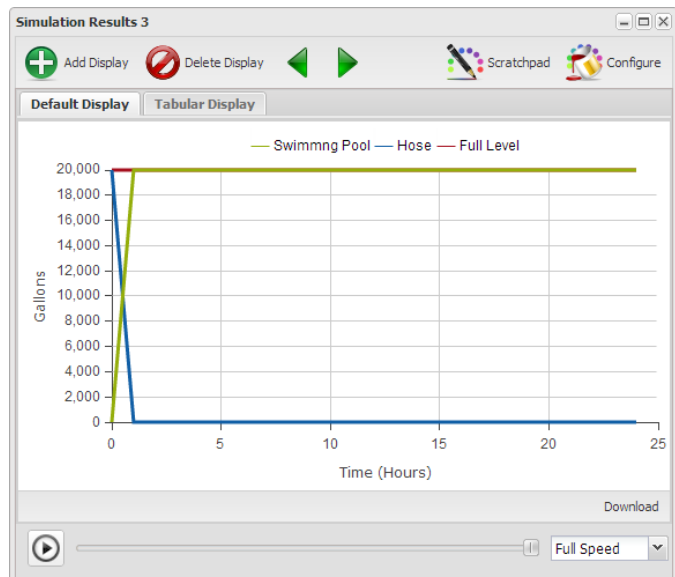 Simulation Results 3
Add Display Delete Display Scratchpad Configure
Default Display Tabular Display
Swimmng Pool Hose Full Level
20,000
18,000
16,000
14,000
12,000
10,000
8,000
6,000
4,000
2,000
0
Gallons
0 5 10 15 20 25
Time (Hours)
Download
Full Speed